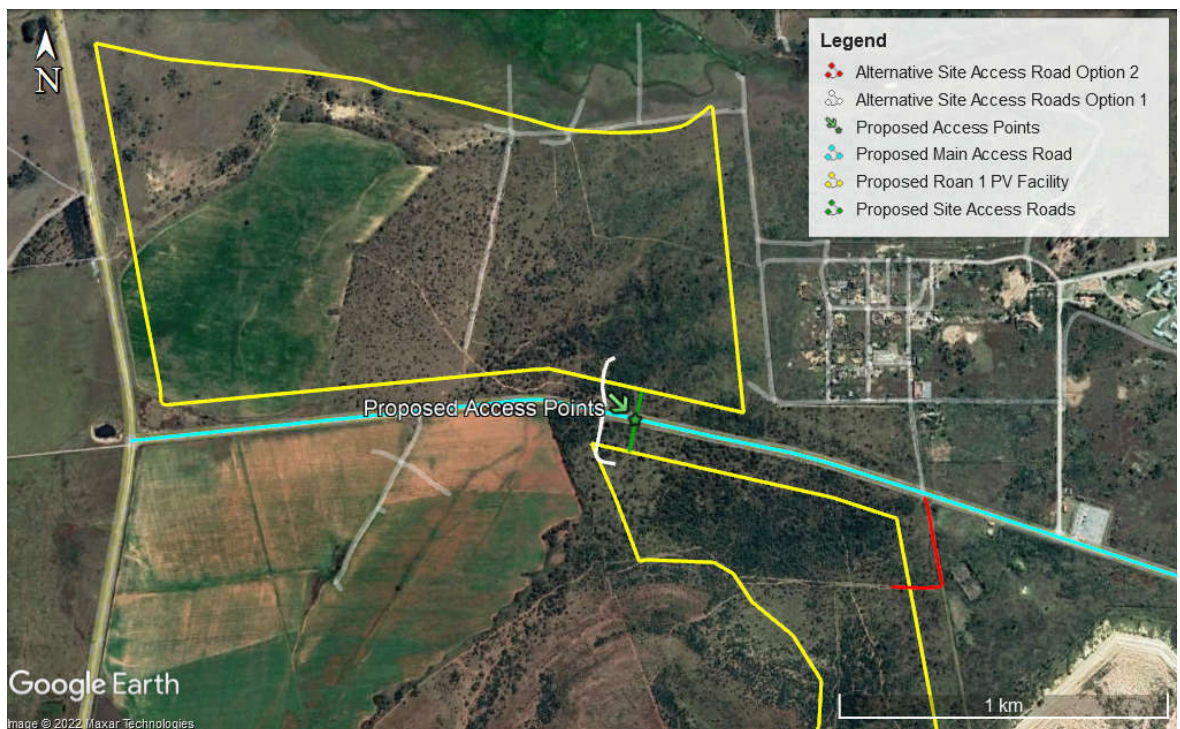 N
Legend
Alternative Site Access Road Option 2
Alternative Site Access Roads Option 1
Proposed Access Points
Proposed Main Access Road
Proposed Roan 1 PV Facility
Proposed Site Access Roads
Proposed Access Points
Google Earth
Image © 2022 Maxar Technologies
1 km